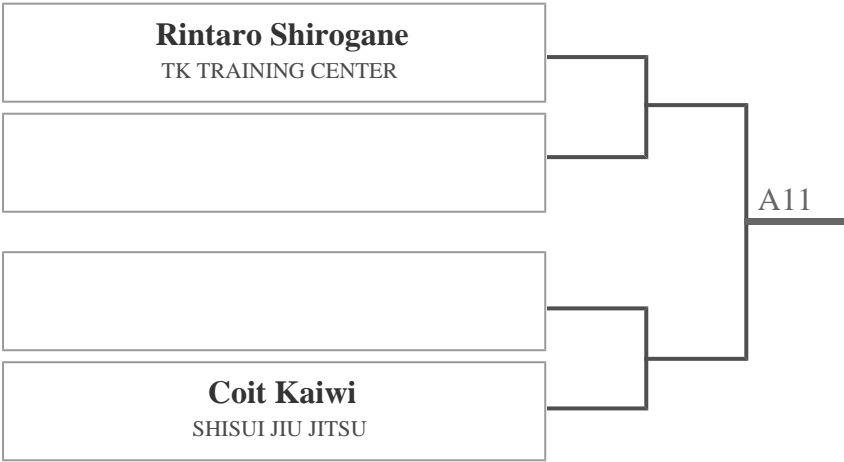 Rintaro Shirogane
TK TRAINING CENTER
A11
Coit Kaiwi
SHISUI JIU JITSU